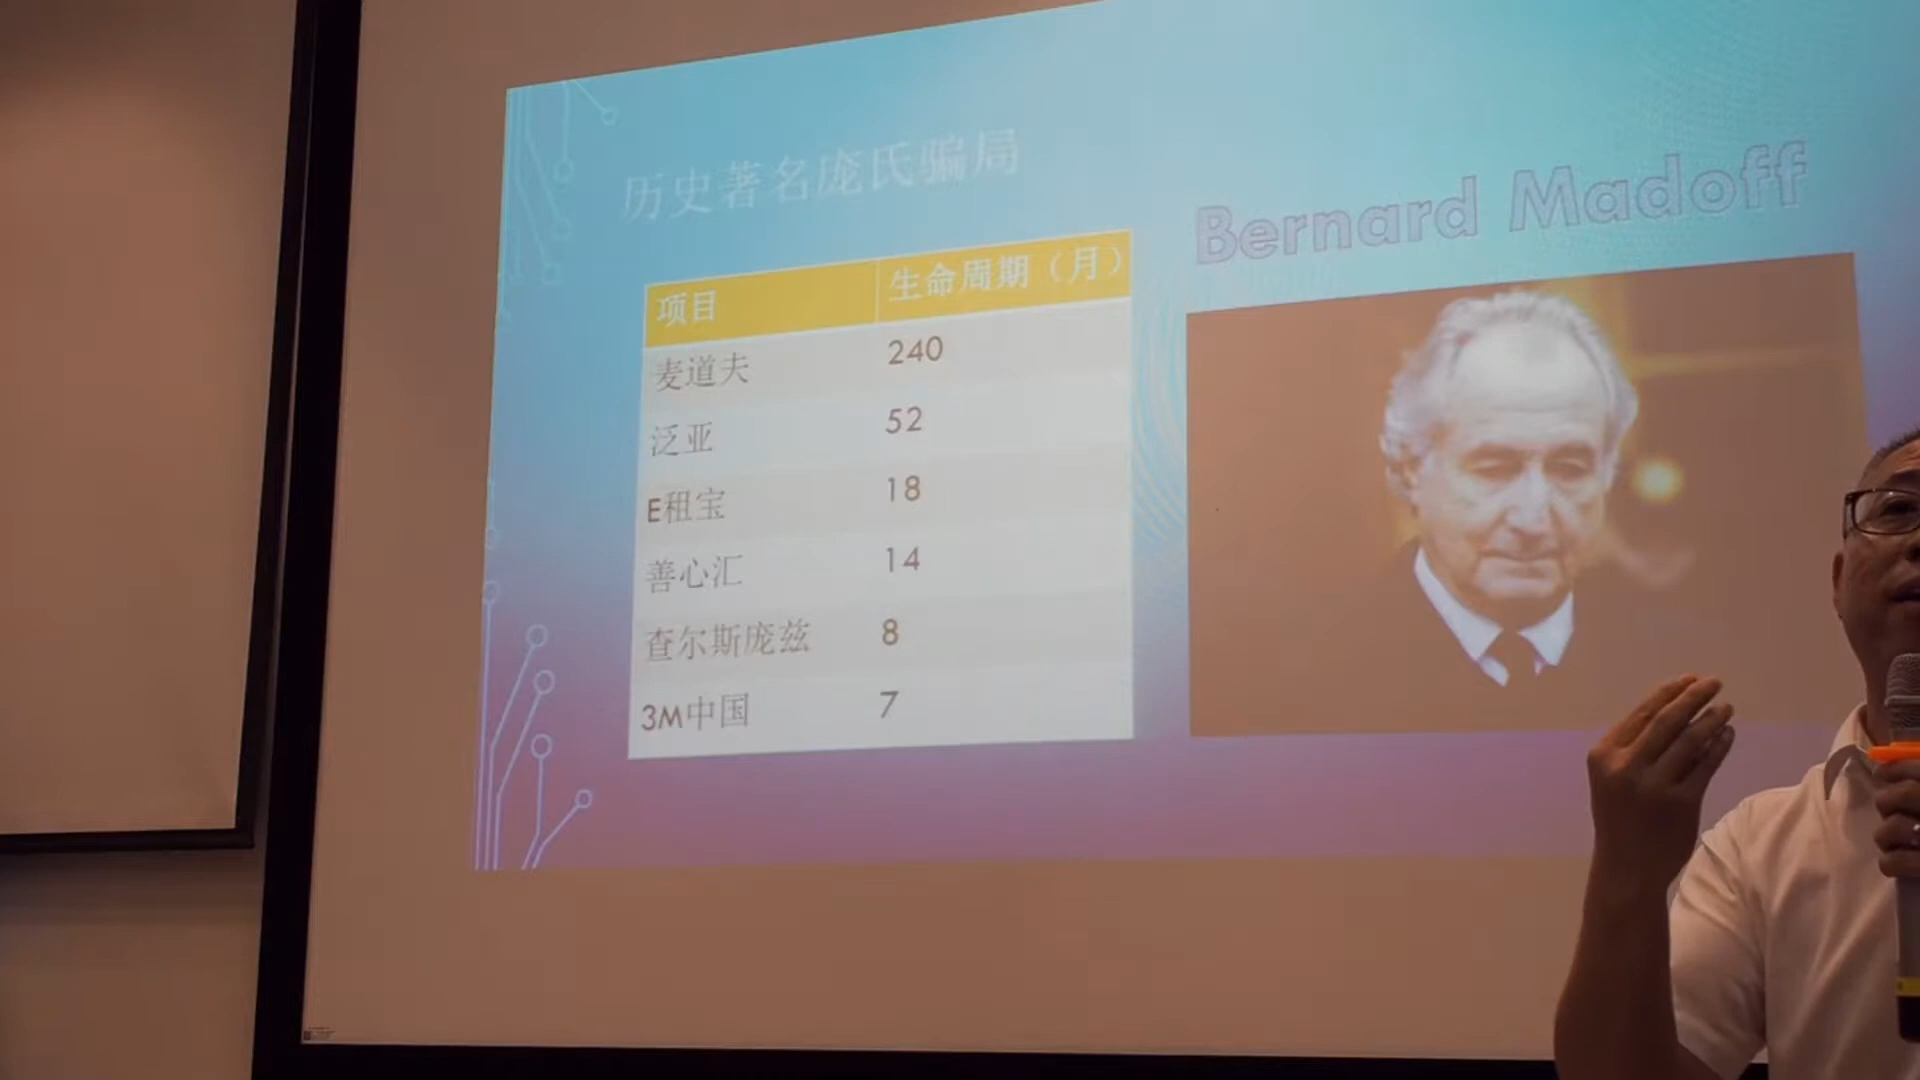 历史著名庞氏骗局
Bernard Madoff
项目 生命周期（月）
麦道夫 240
泛亚 52
E租宝 18
善心汇 14
查尔斯庞兹 8
3M中国 7